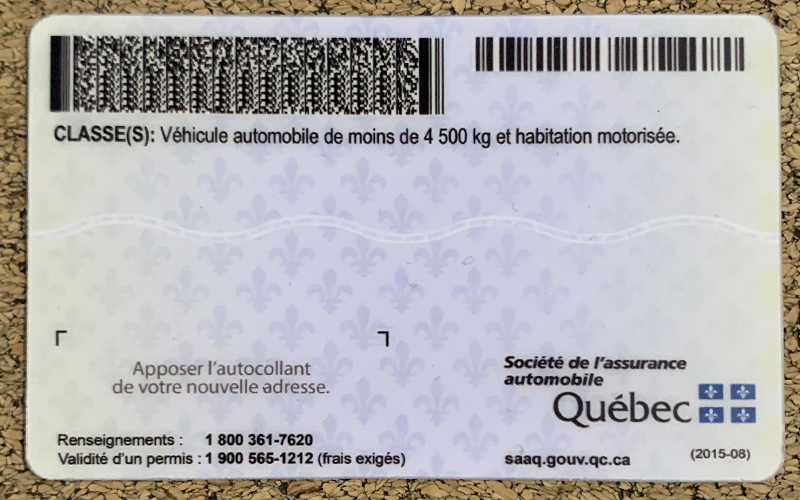 CLASSE(S): Véhicule automobile de moins de 4 500 kg et habitation motorisée.
Apposer l'autocollant
de votre nouvelle adresse.
Société de l'assurance
automobile
Québec
Renseignements : 1 800 361-7620
Validité d'un permis : 1 900 565-1212 (frais exigés)
saaq.gouv.qc.ca
(2015-08)